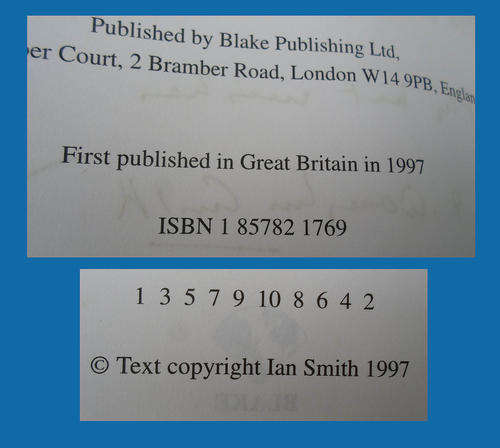 Published by Blake Publishing Ltd,
Court, 2 Bramber Road, London W14 9PB, England
First published in Great Britain in 1997
ISBN 1 85782 1769
1 3 5 7 9 10 8 6 4 2
© Text copyright Ian Smith 1997